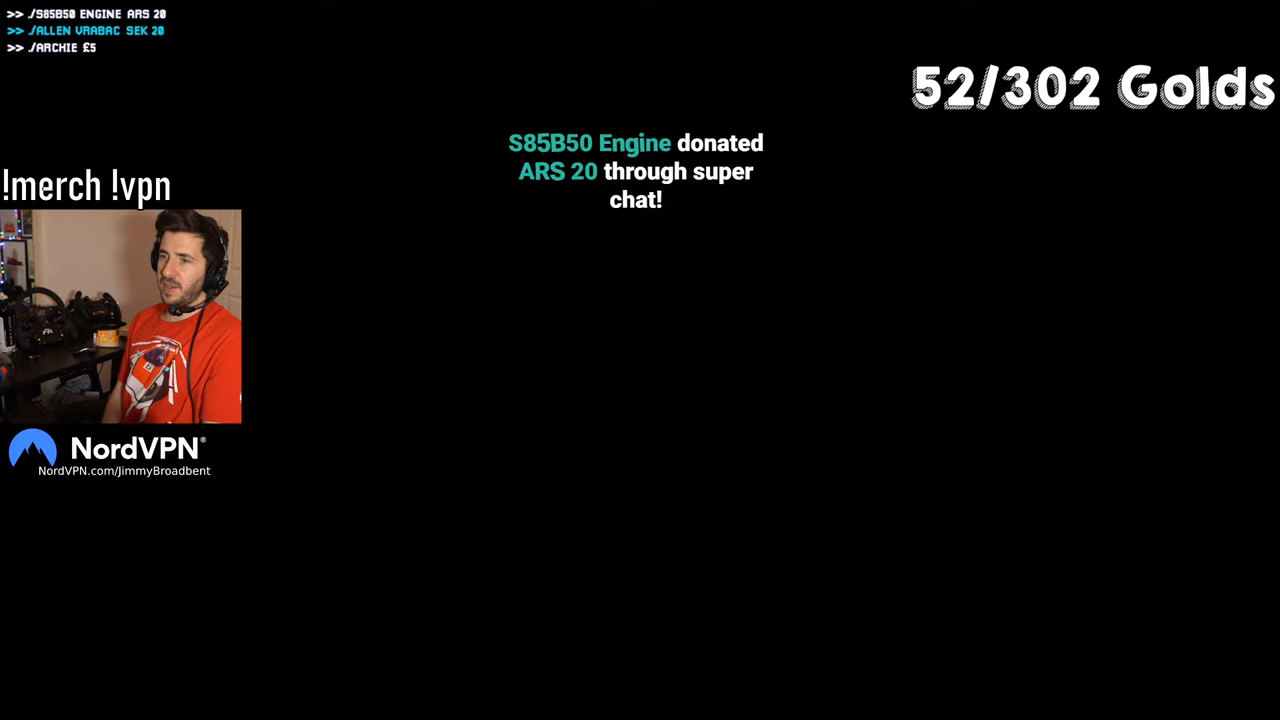 >> ./S85B50 ENGINE ARS 20
>> ./ALLEN VRABAC SEK 20
>> ./ARCHIE £5
52/302 Golds
S85B50 Engine donated
ARS 20 through super
chat!
!merch !vpn
NordVPN®
NordVPN.com/JimmyBroadbent